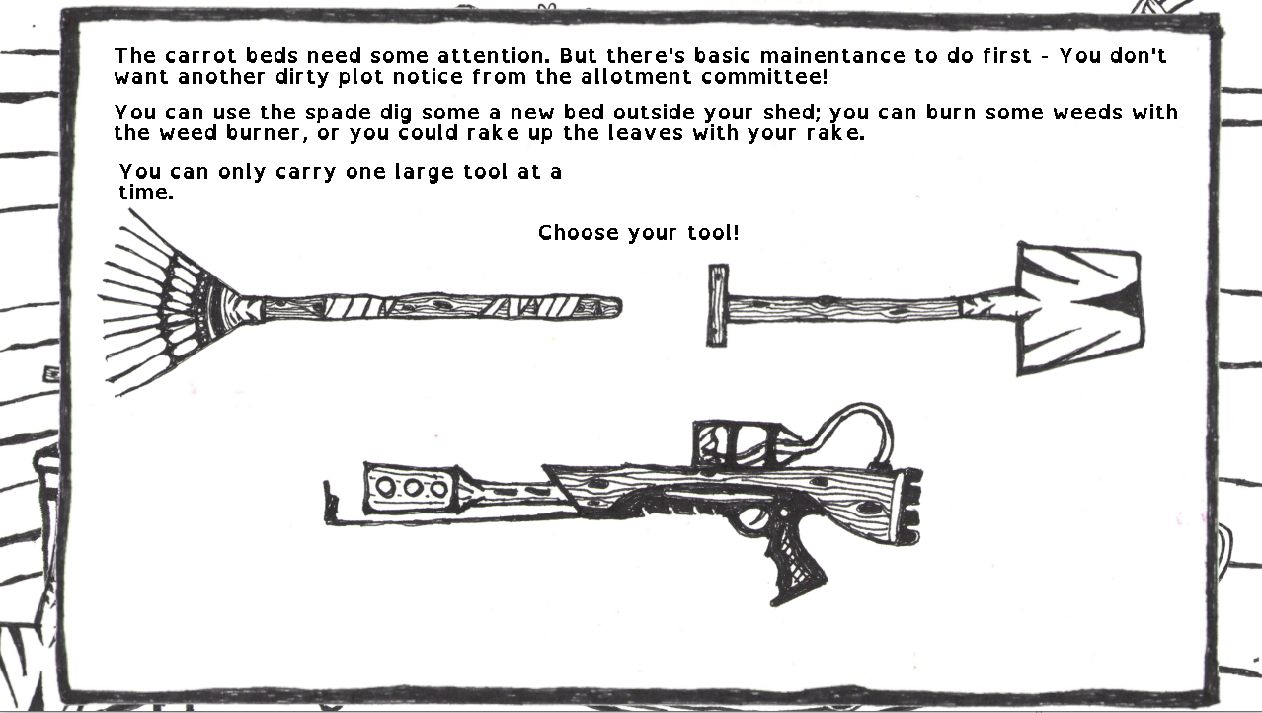 The carrot beds need some attention. But there's basic mainentance to do first - You don't
want another dirty plot notice from the allotment committee!
You can use the spade dig some a new bed outside your shed; you can burn some weeds with
the weed burner, or you could rake up the leaves with your rake.
You can only carry one large tool at a
time.
Choose your tool!